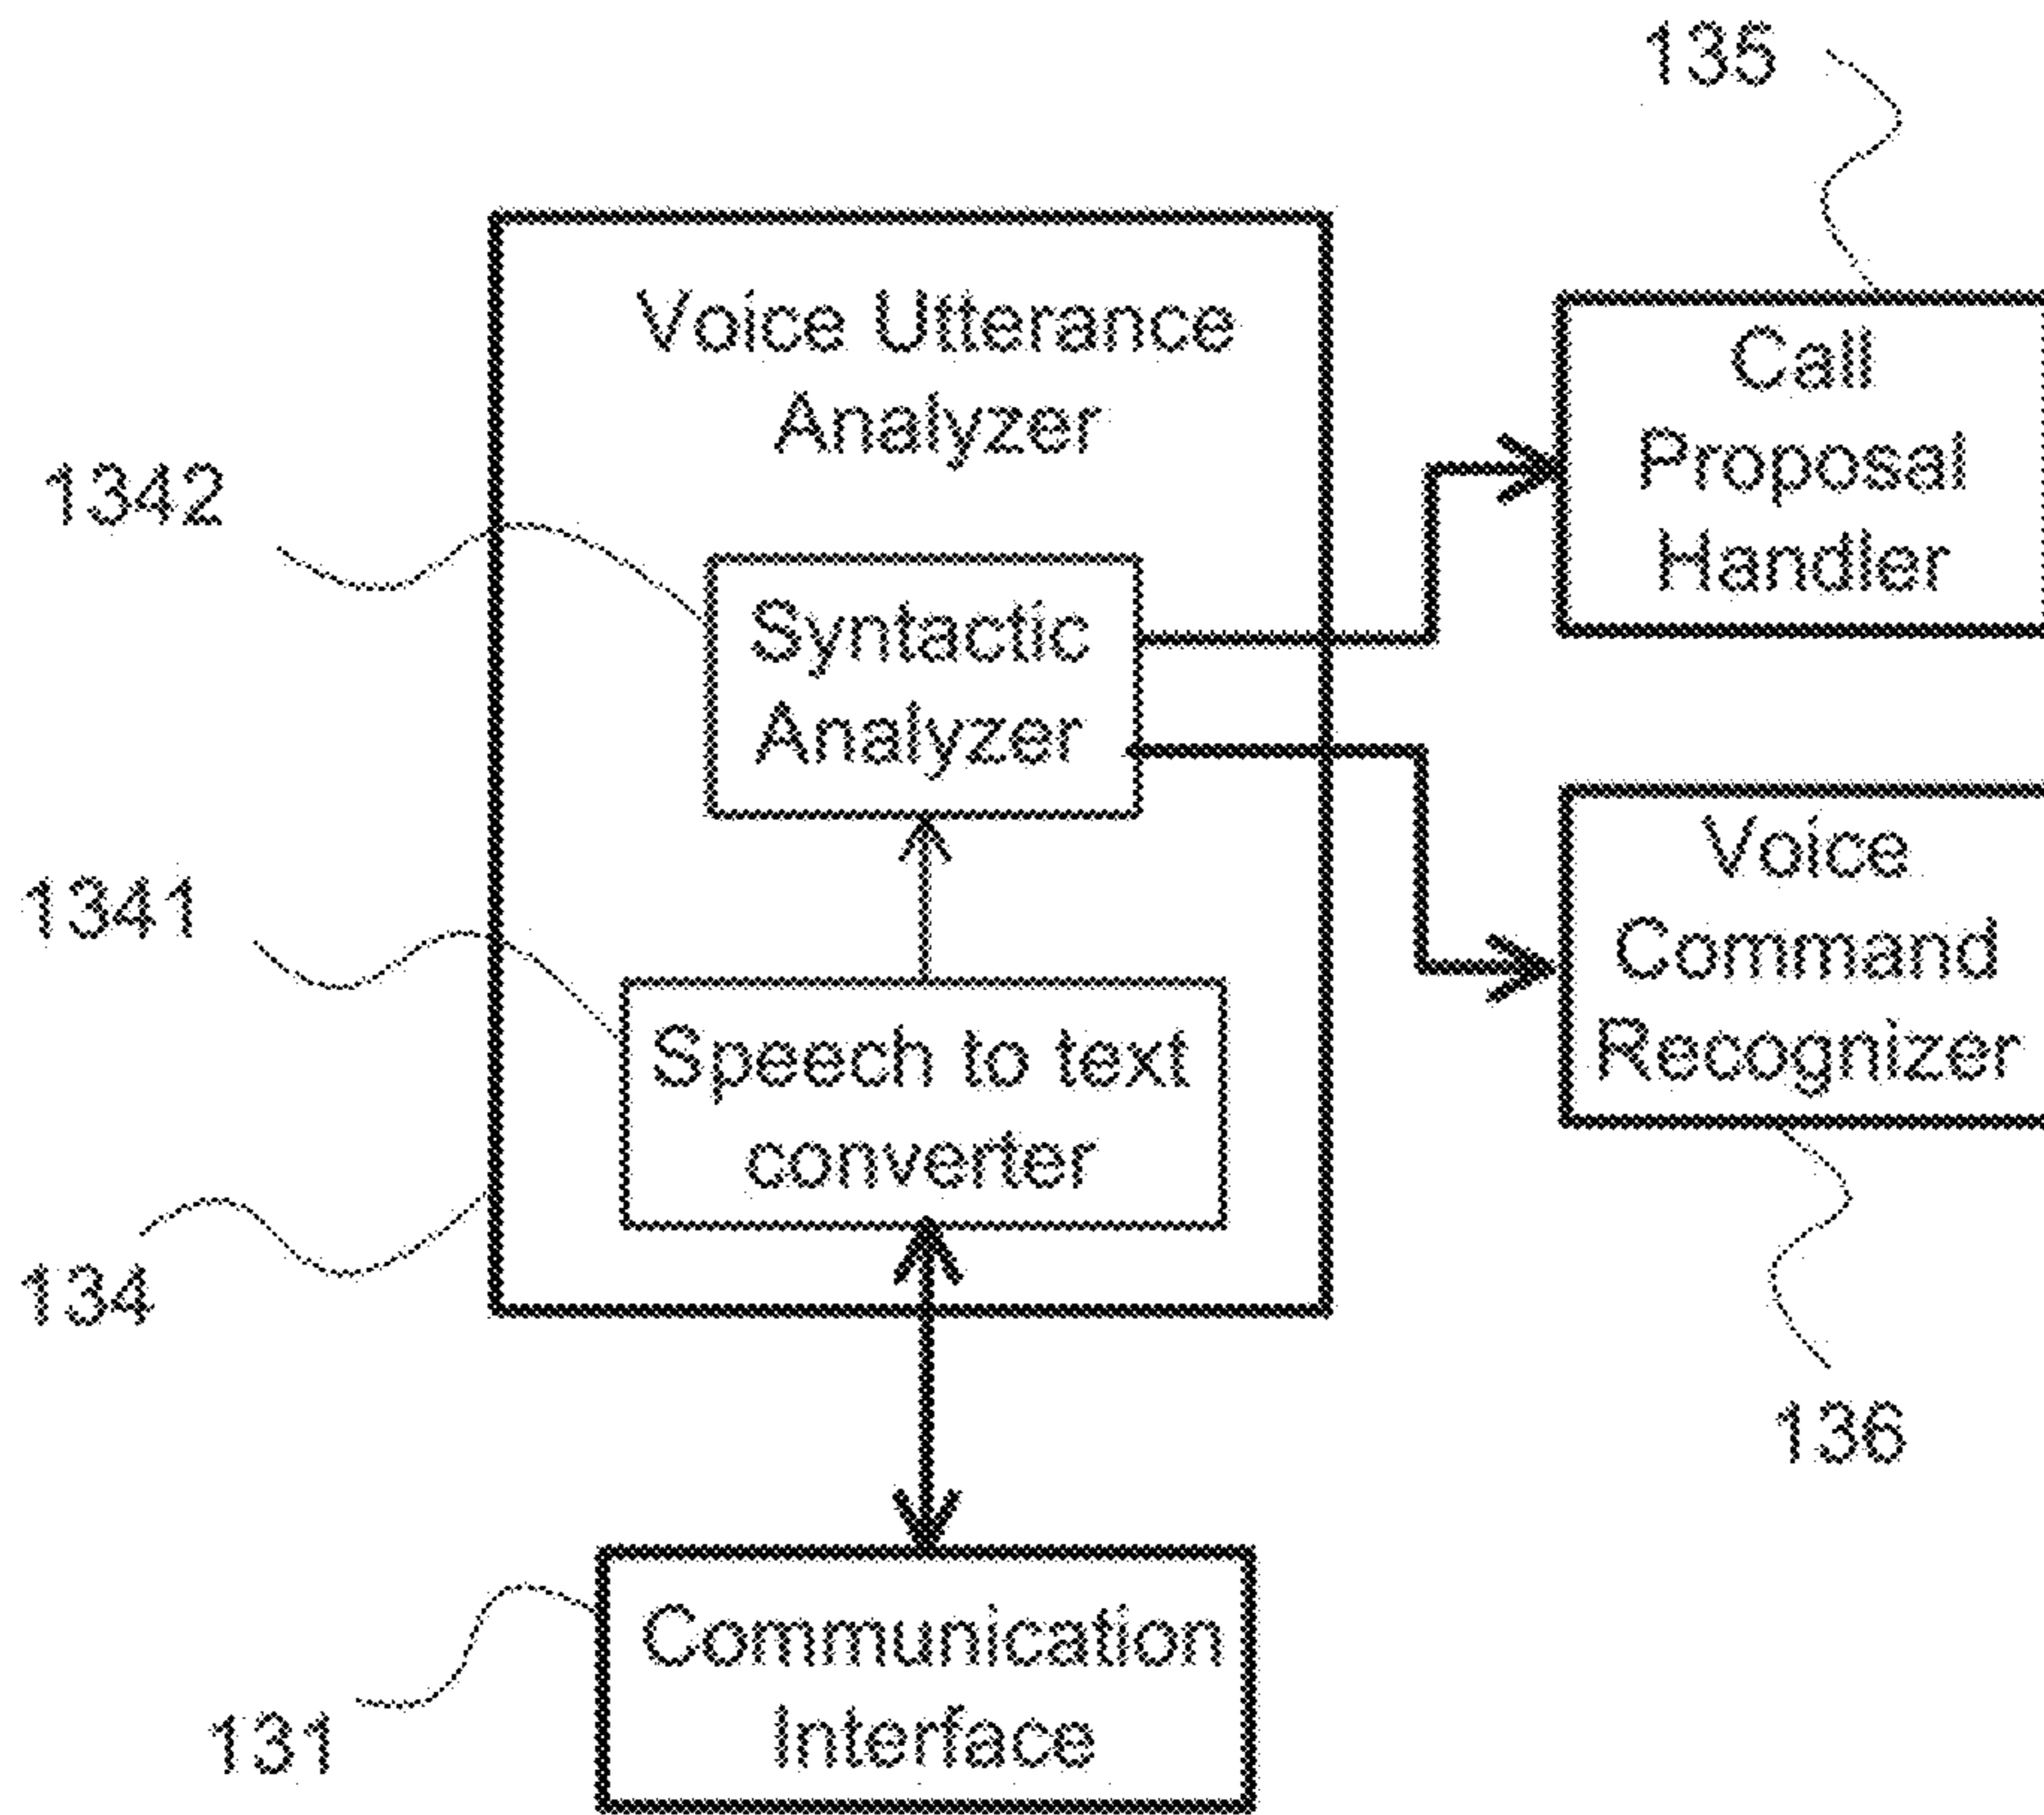 135
Voice Utterance
Analyzer
Call
Proposal
Handler
1342
Syntactic
Analyzer
Voice
Command
Recognizer
1341
Speech to text
converter
134
136
Communication
Interface
131